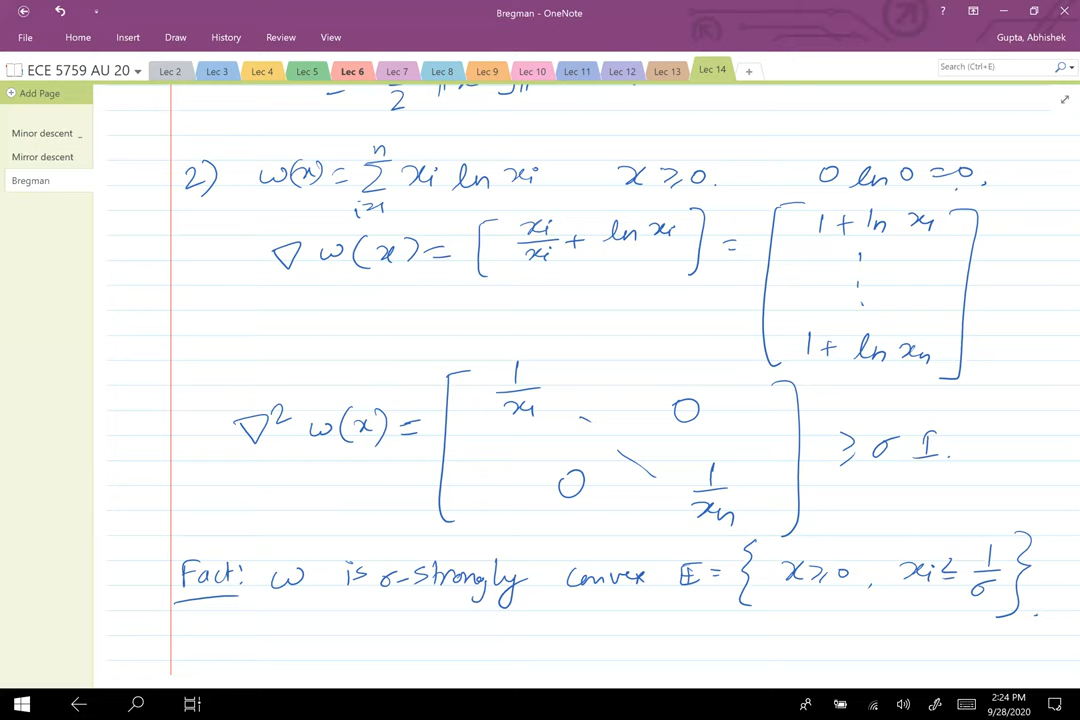 Bregman - OneNote
Gupta, Abhishek
File Home Insert Draw History Review View
ECE 5759 AU 20
Lec 2 Lec 3 Lec 4 Lec 5 Lec 6 Lec 7 Lec 8 Lec 9 Lec 10 Lec 11 Lec 12 Lec 13 Lec 14
Search (Ctrl+E)
Add Page
Minor descent
Mirror descent
Bregman
2) ω(x) = Σ_{i=1}^{n} xi ln xi x ≥ 0. 0 ln 0 = 0.
∇ω(x) = [ xi/xi + ln xi ] = [ 1 + ln x1 ⋮ 1 + ln xn ]
∇² ω(x) = [ 1/x1 ⋱ 0 0 1/xn ] ≥ σ I.
Fact: ω is σ-strongly convex E = { x ≥ 0, xi ≤ 1/σ }.
2:24 PM
9/28/2020